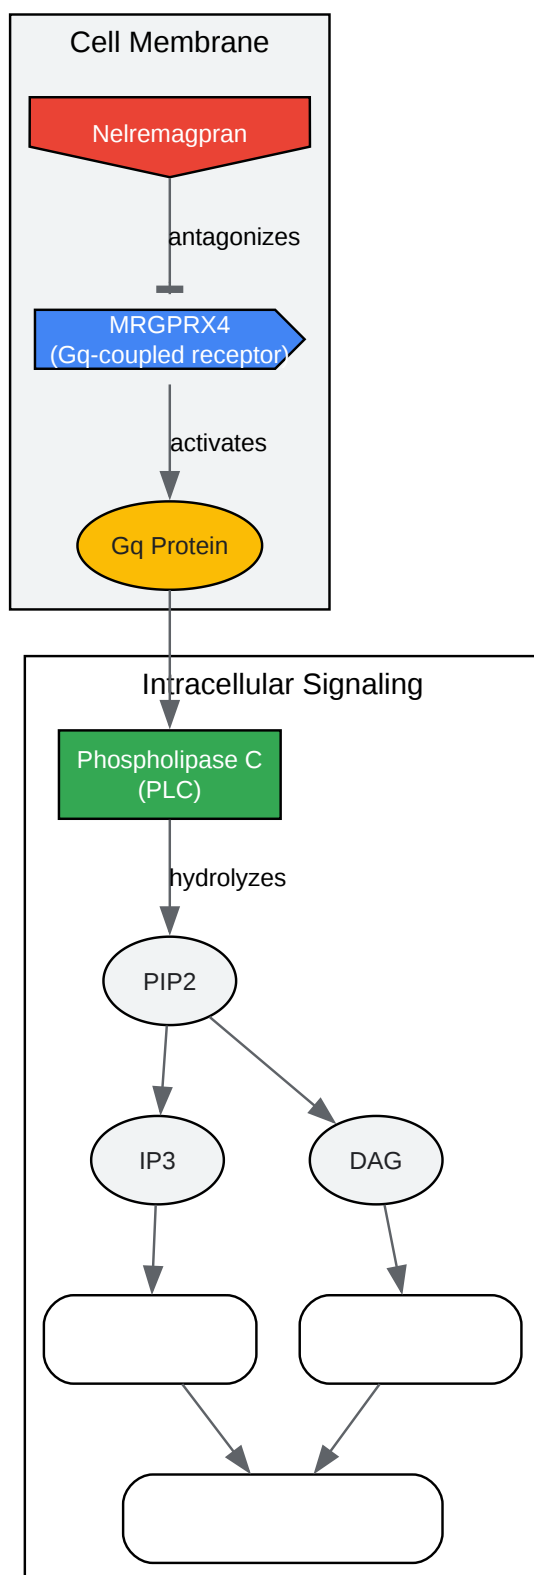 Cell Membrane
Nelremagpran
antagonizes
MRGPRX4
(Gq-coupled receptor)
activates
Gq Protein
Intracellular Signaling
Phospholipase C
(PLC)
hydrolyzes
PIP2
IP3
DAG